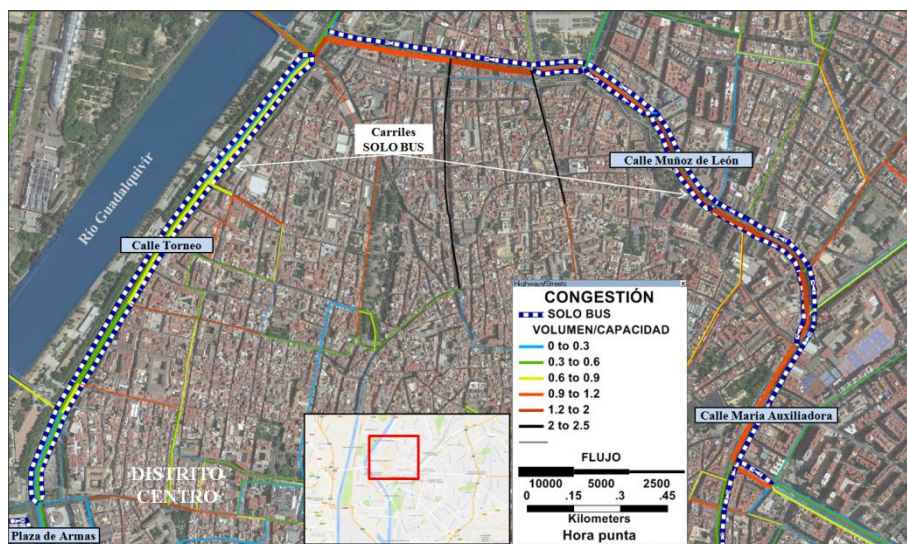 Carriles
SOLO BUS
Calle Muñoz de León
Río Guadalquivir
Calle Torneo
HighwayStreets
CONGESTIÓN
SOLO BUS
VOLUMEN/CAPACIDAD
0 to 0.3
0.3 to 0.6
0.6 to 0.9
0.9 to 1.2
1.2 to 2
2 to 2.5
FLUJO
10000 5000 2500
0 .15 .3 .45
Kilometers
Hora punta
Calle Maria Auxiliadora
DISTRITO
CENTRO
Plaza de Armas